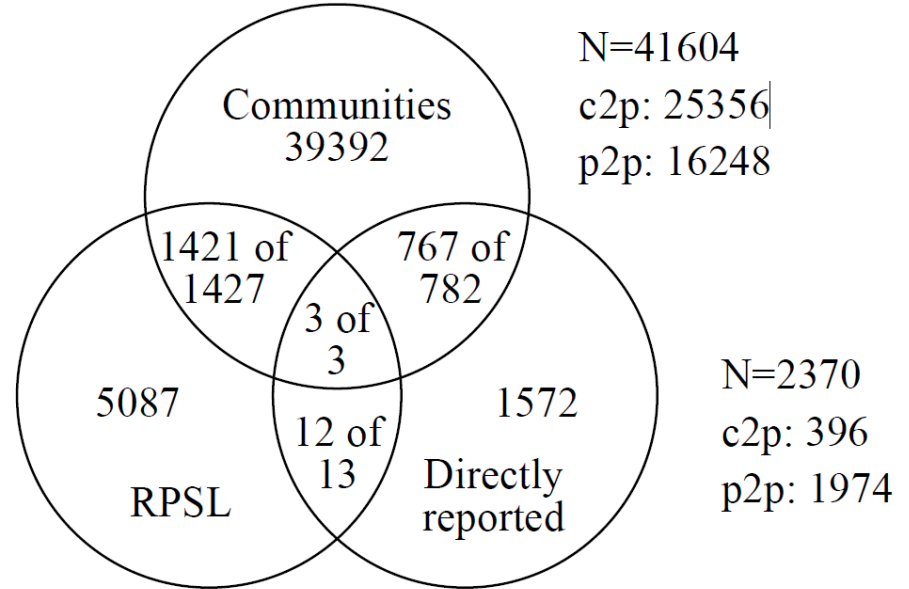 Communities
39392
N=41604
c2p: 25356
p2p: 16248
1421 of
1427
767 of
782
3 of
3
5087
1572
12 of
13
RPSL
Directly
reported
N=2370
c2p: 396
p2p: 1974